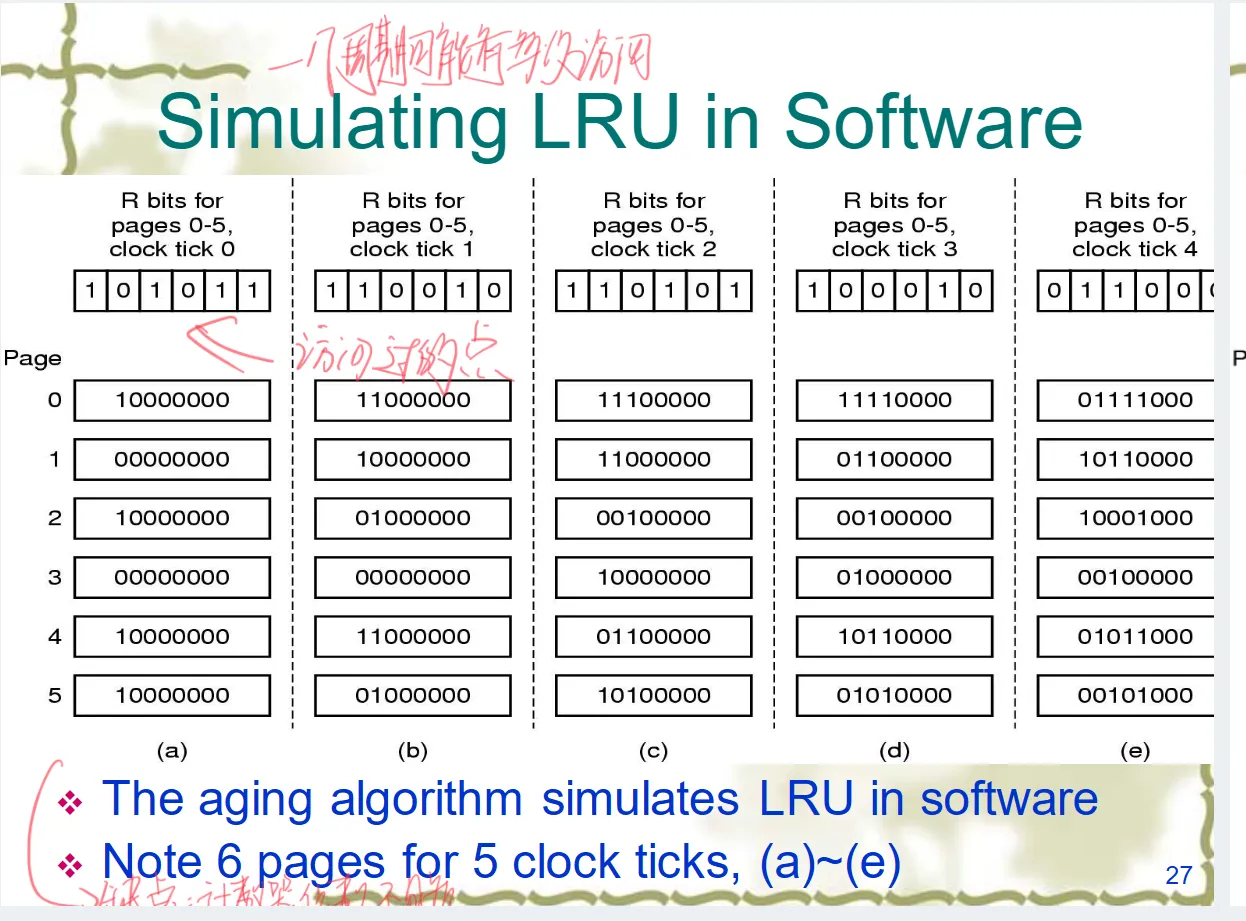 一个周期可能有多次访问
Simulating LRU in Software
R bits for pages 0-5, clock tick 0
R bits for pages 0-5, clock tick 1
R bits for pages 0-5, clock tick 2
R bits for pages 0-5, clock tick 3
R bits for pages 0-5, clock tick 4
1 0 1 0 1 1
1 1 0 0 1 0
1 1 0 1 0 1
1 0 0 0 1 0
0 1 1 0 0
访问过的点
Page
P
0 10000000 11000000 11100000 11110000 01111000
1 00000000 10000000 11000000 01100000 10110000
2 10000000 01000000 00100000 00100000 10001000
3 00000000 00000000 10000000 01000000 00100000
4 10000000 11000000 01100000 10110000 01011000
5 10000000 01000000 10100000 01010000 00101000
(a) (b) (c) (d) (e)
The aging algorithm simulates LRU in software
Note 6 pages for 5 clock ticks, (a)~(e)
27